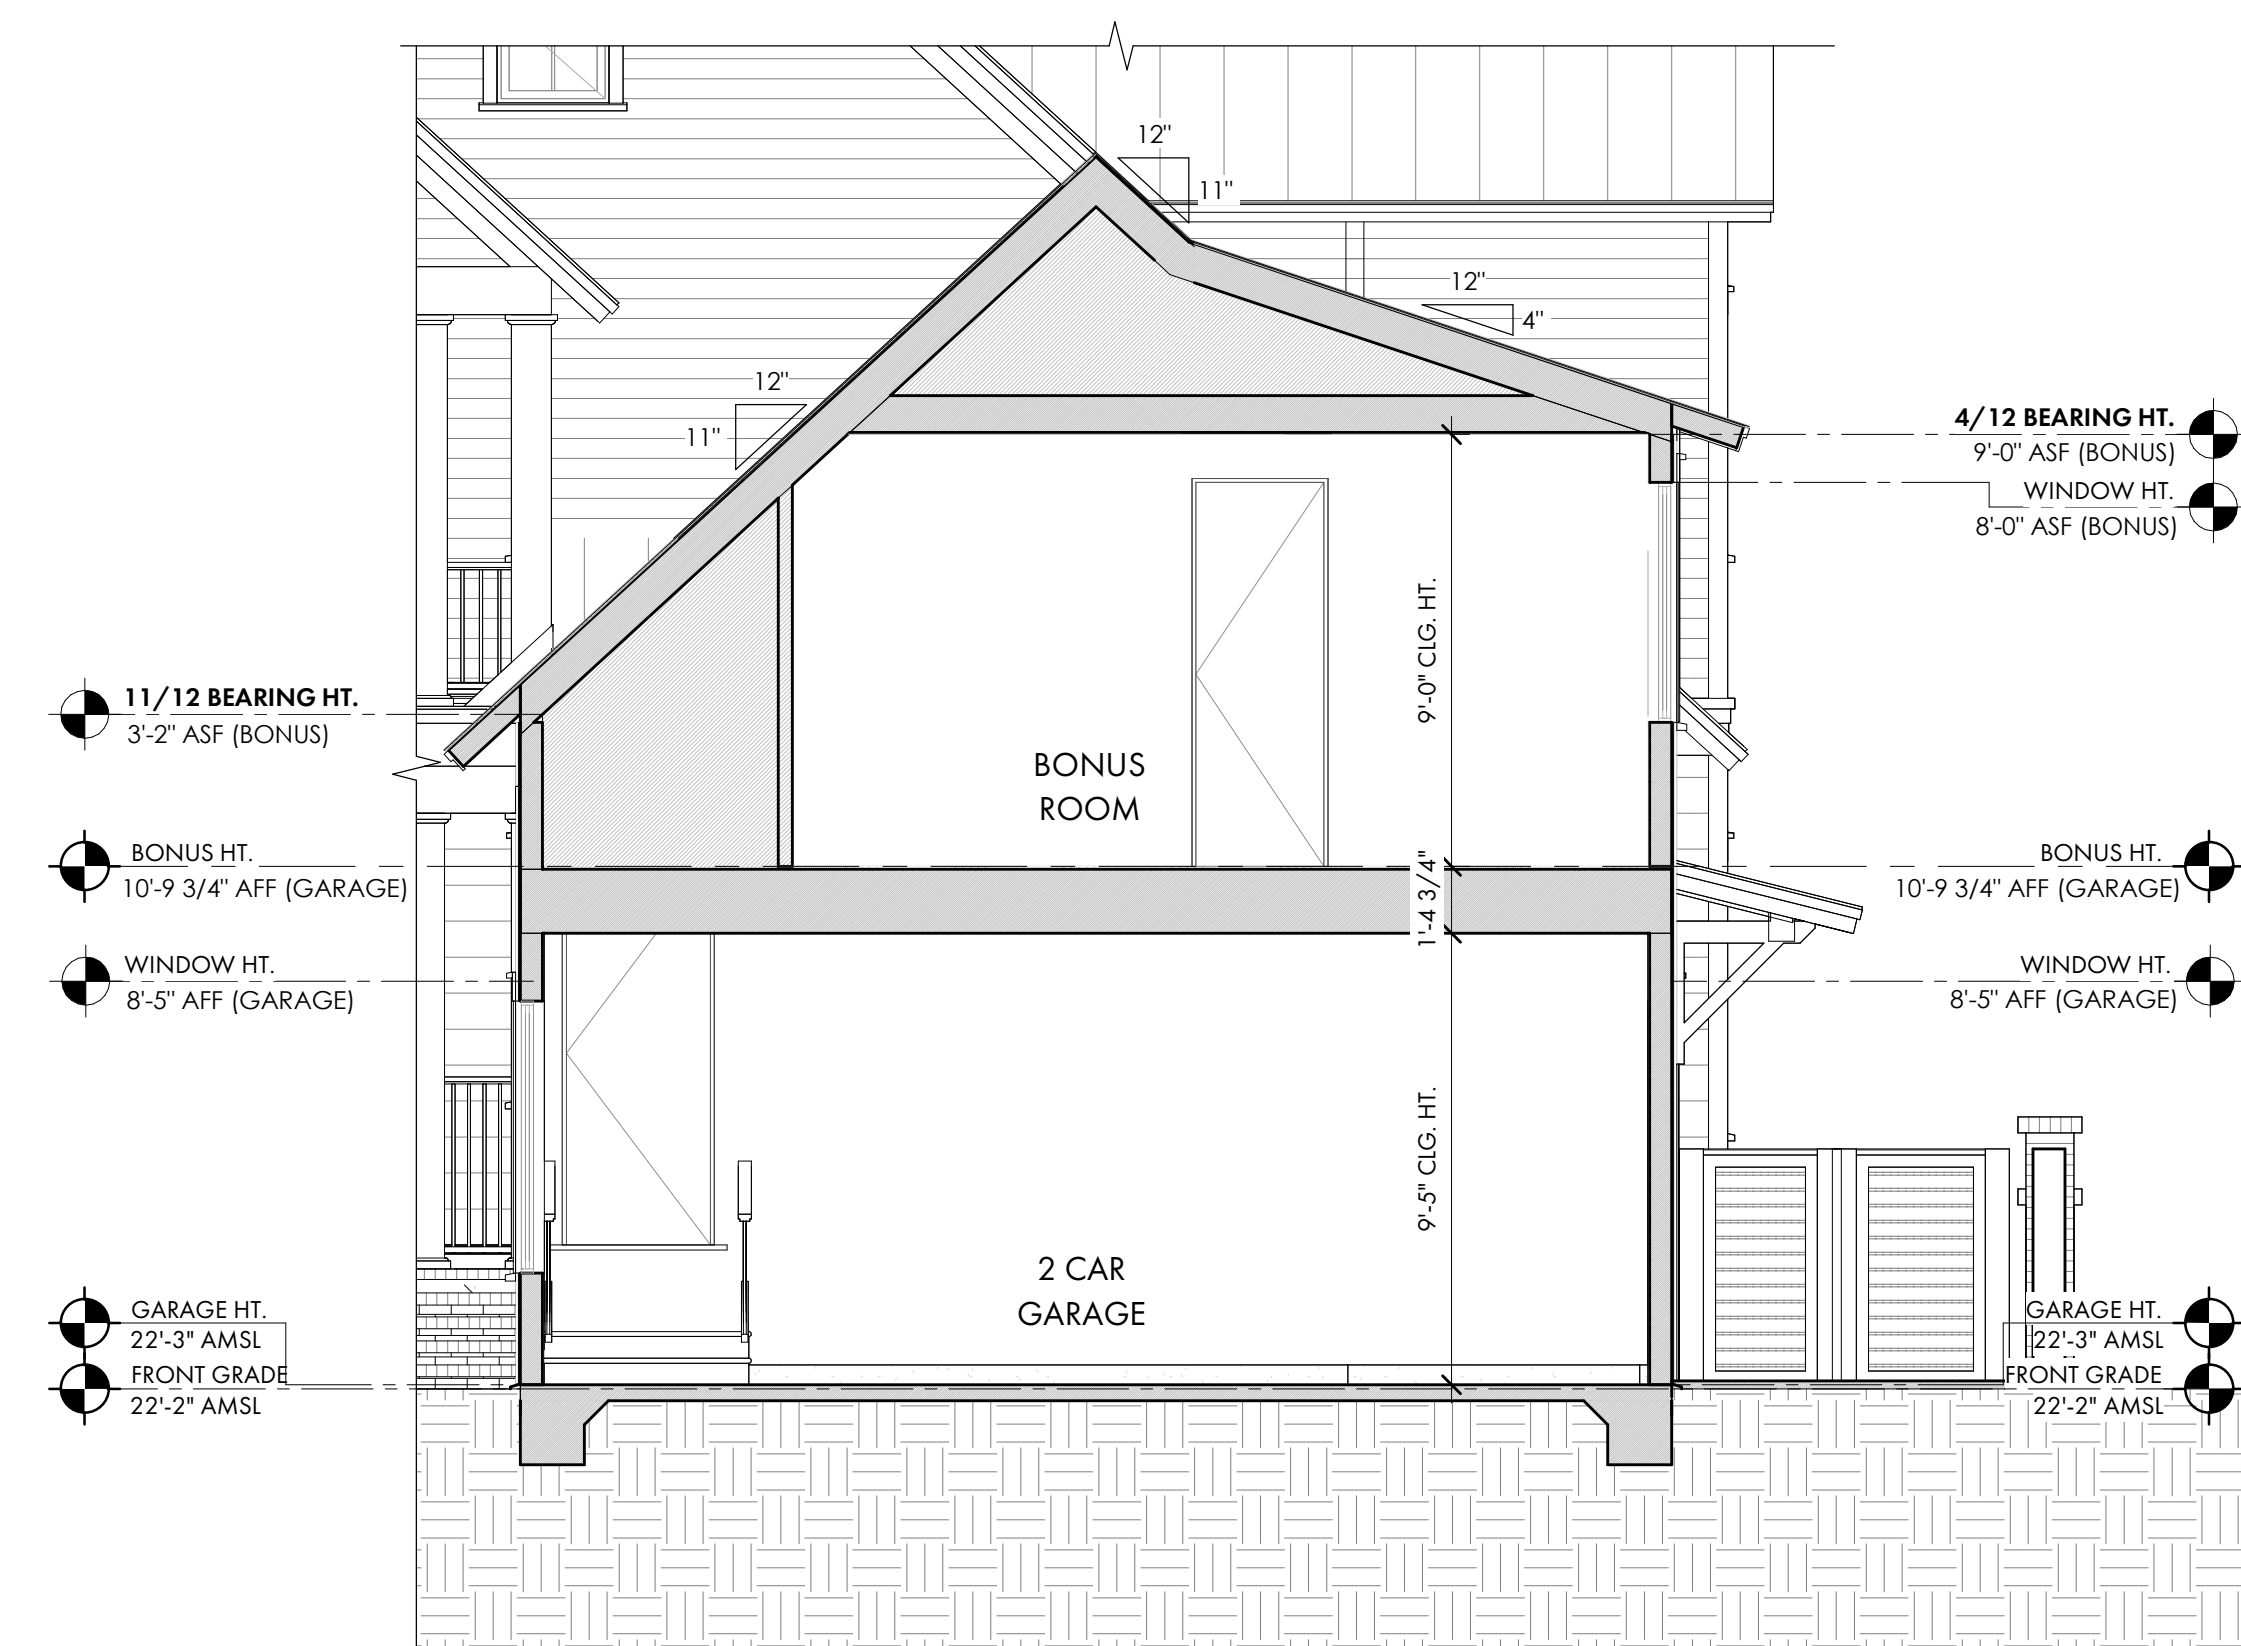 12"
11"
12"
4"
12"
11"
4/12 BEARING HT.
9'-0" ASF (BONUS)
WINDOW HT.
8'-0" ASF (BONUS)
9'-0" CLG. HT.
11/12 BEARING HT.
3'-2" ASF (BONUS)
BONUS
ROOM
BONUS HT.
10'-9 3/4" AFF (GARAGE)
1'-4 3/4"
BONUS HT.
10'-9 3/4" AFF (GARAGE)
WINDOW HT.
8'-5" AFF (GARAGE)
WINDOW HT.
8'-5" AFF (GARAGE)
9'-5" CLG. HT.
2 CAR
GARAGE
GARAGE HT.
22'-3" AMSL
FRONT GRADE
22'-2" AMSL
GARAGE HT.
22'-3" AMSL
FRONT GRADE
22'-2" AMSL